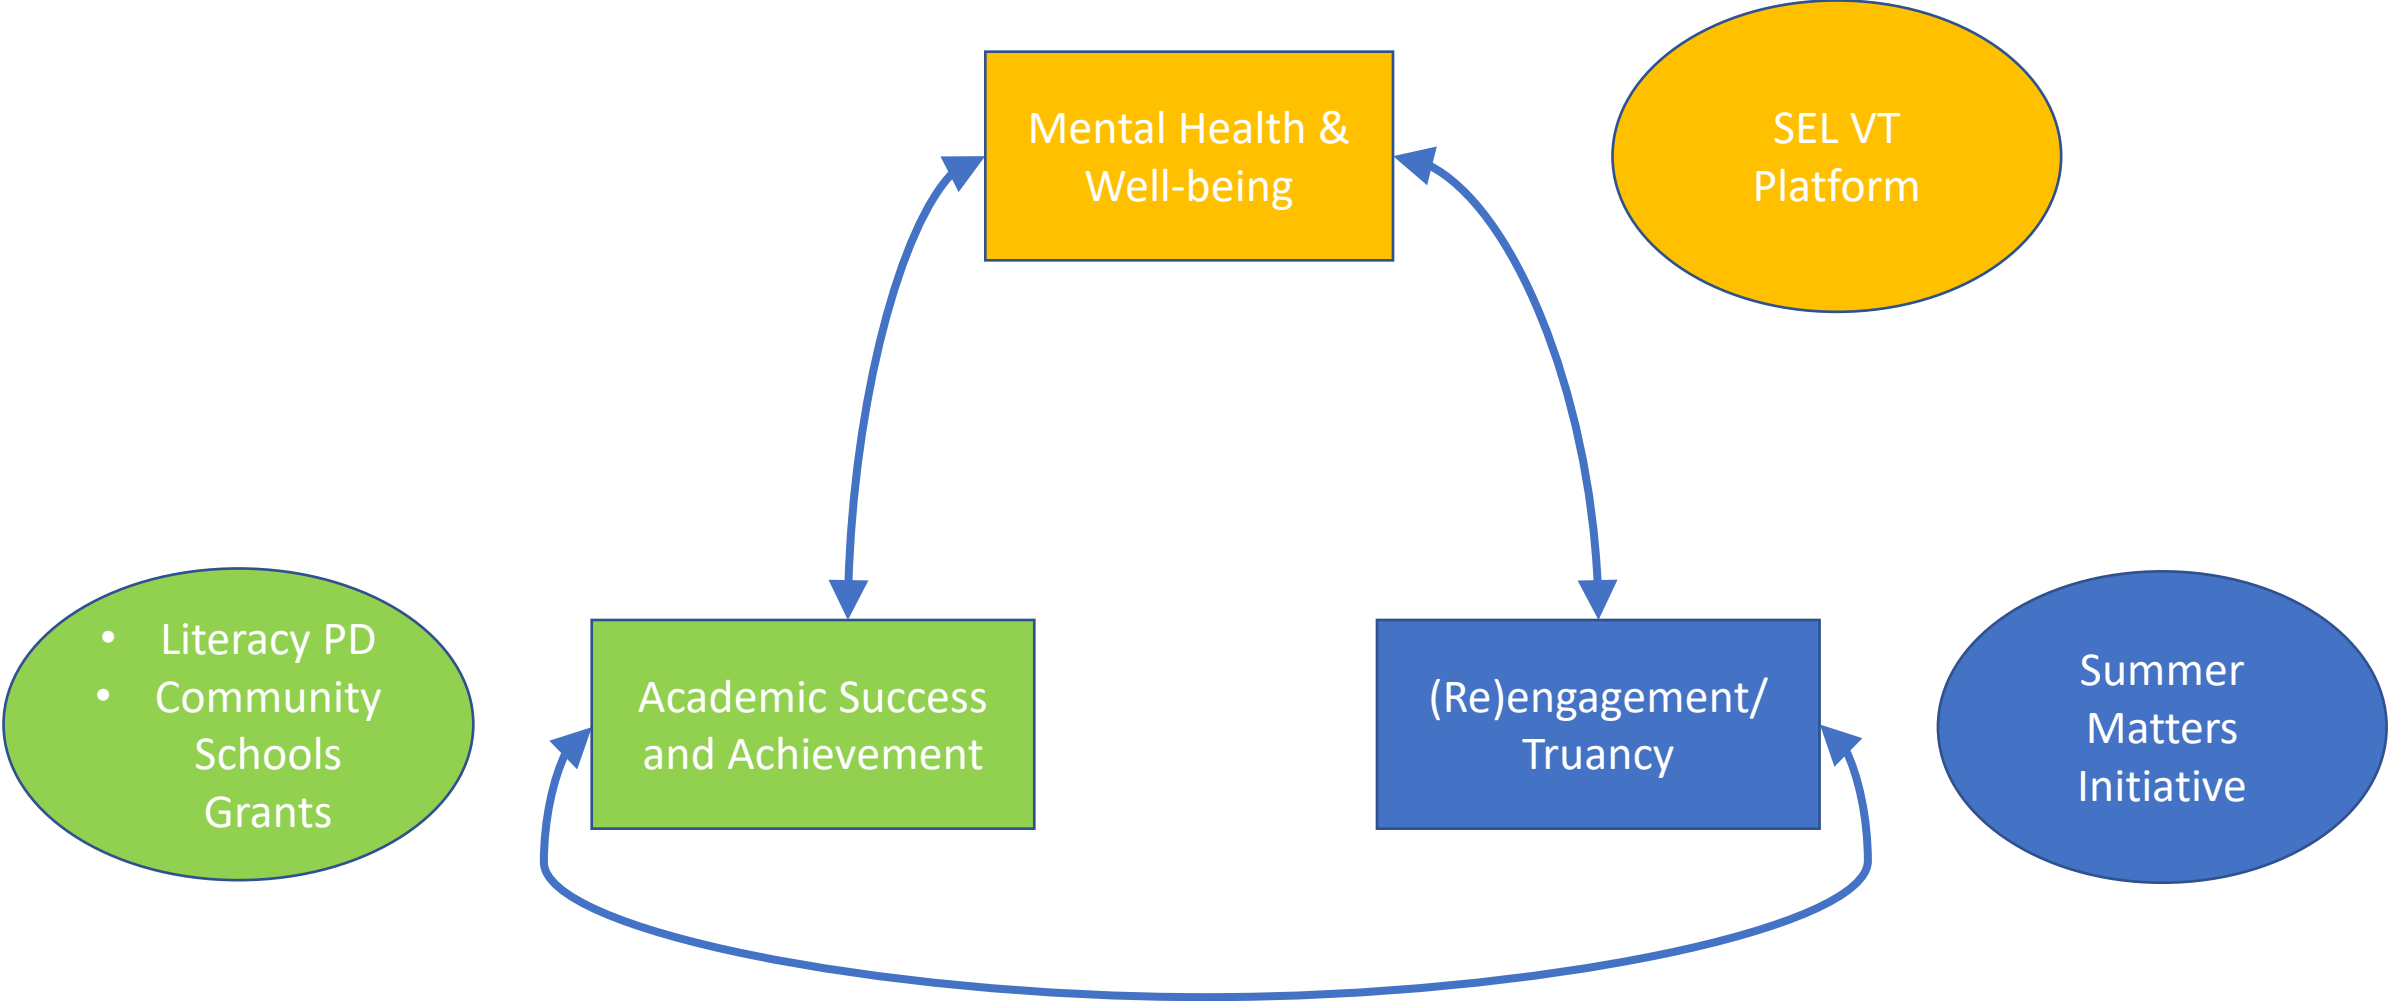 Mental Health &
Well-being
SEL VT
Platform
• Literacy PD
• Community
Schools
Grants
Academic Success
and Achievement
(Re)engagement/
Truancy
Summer
Matters
Initiative